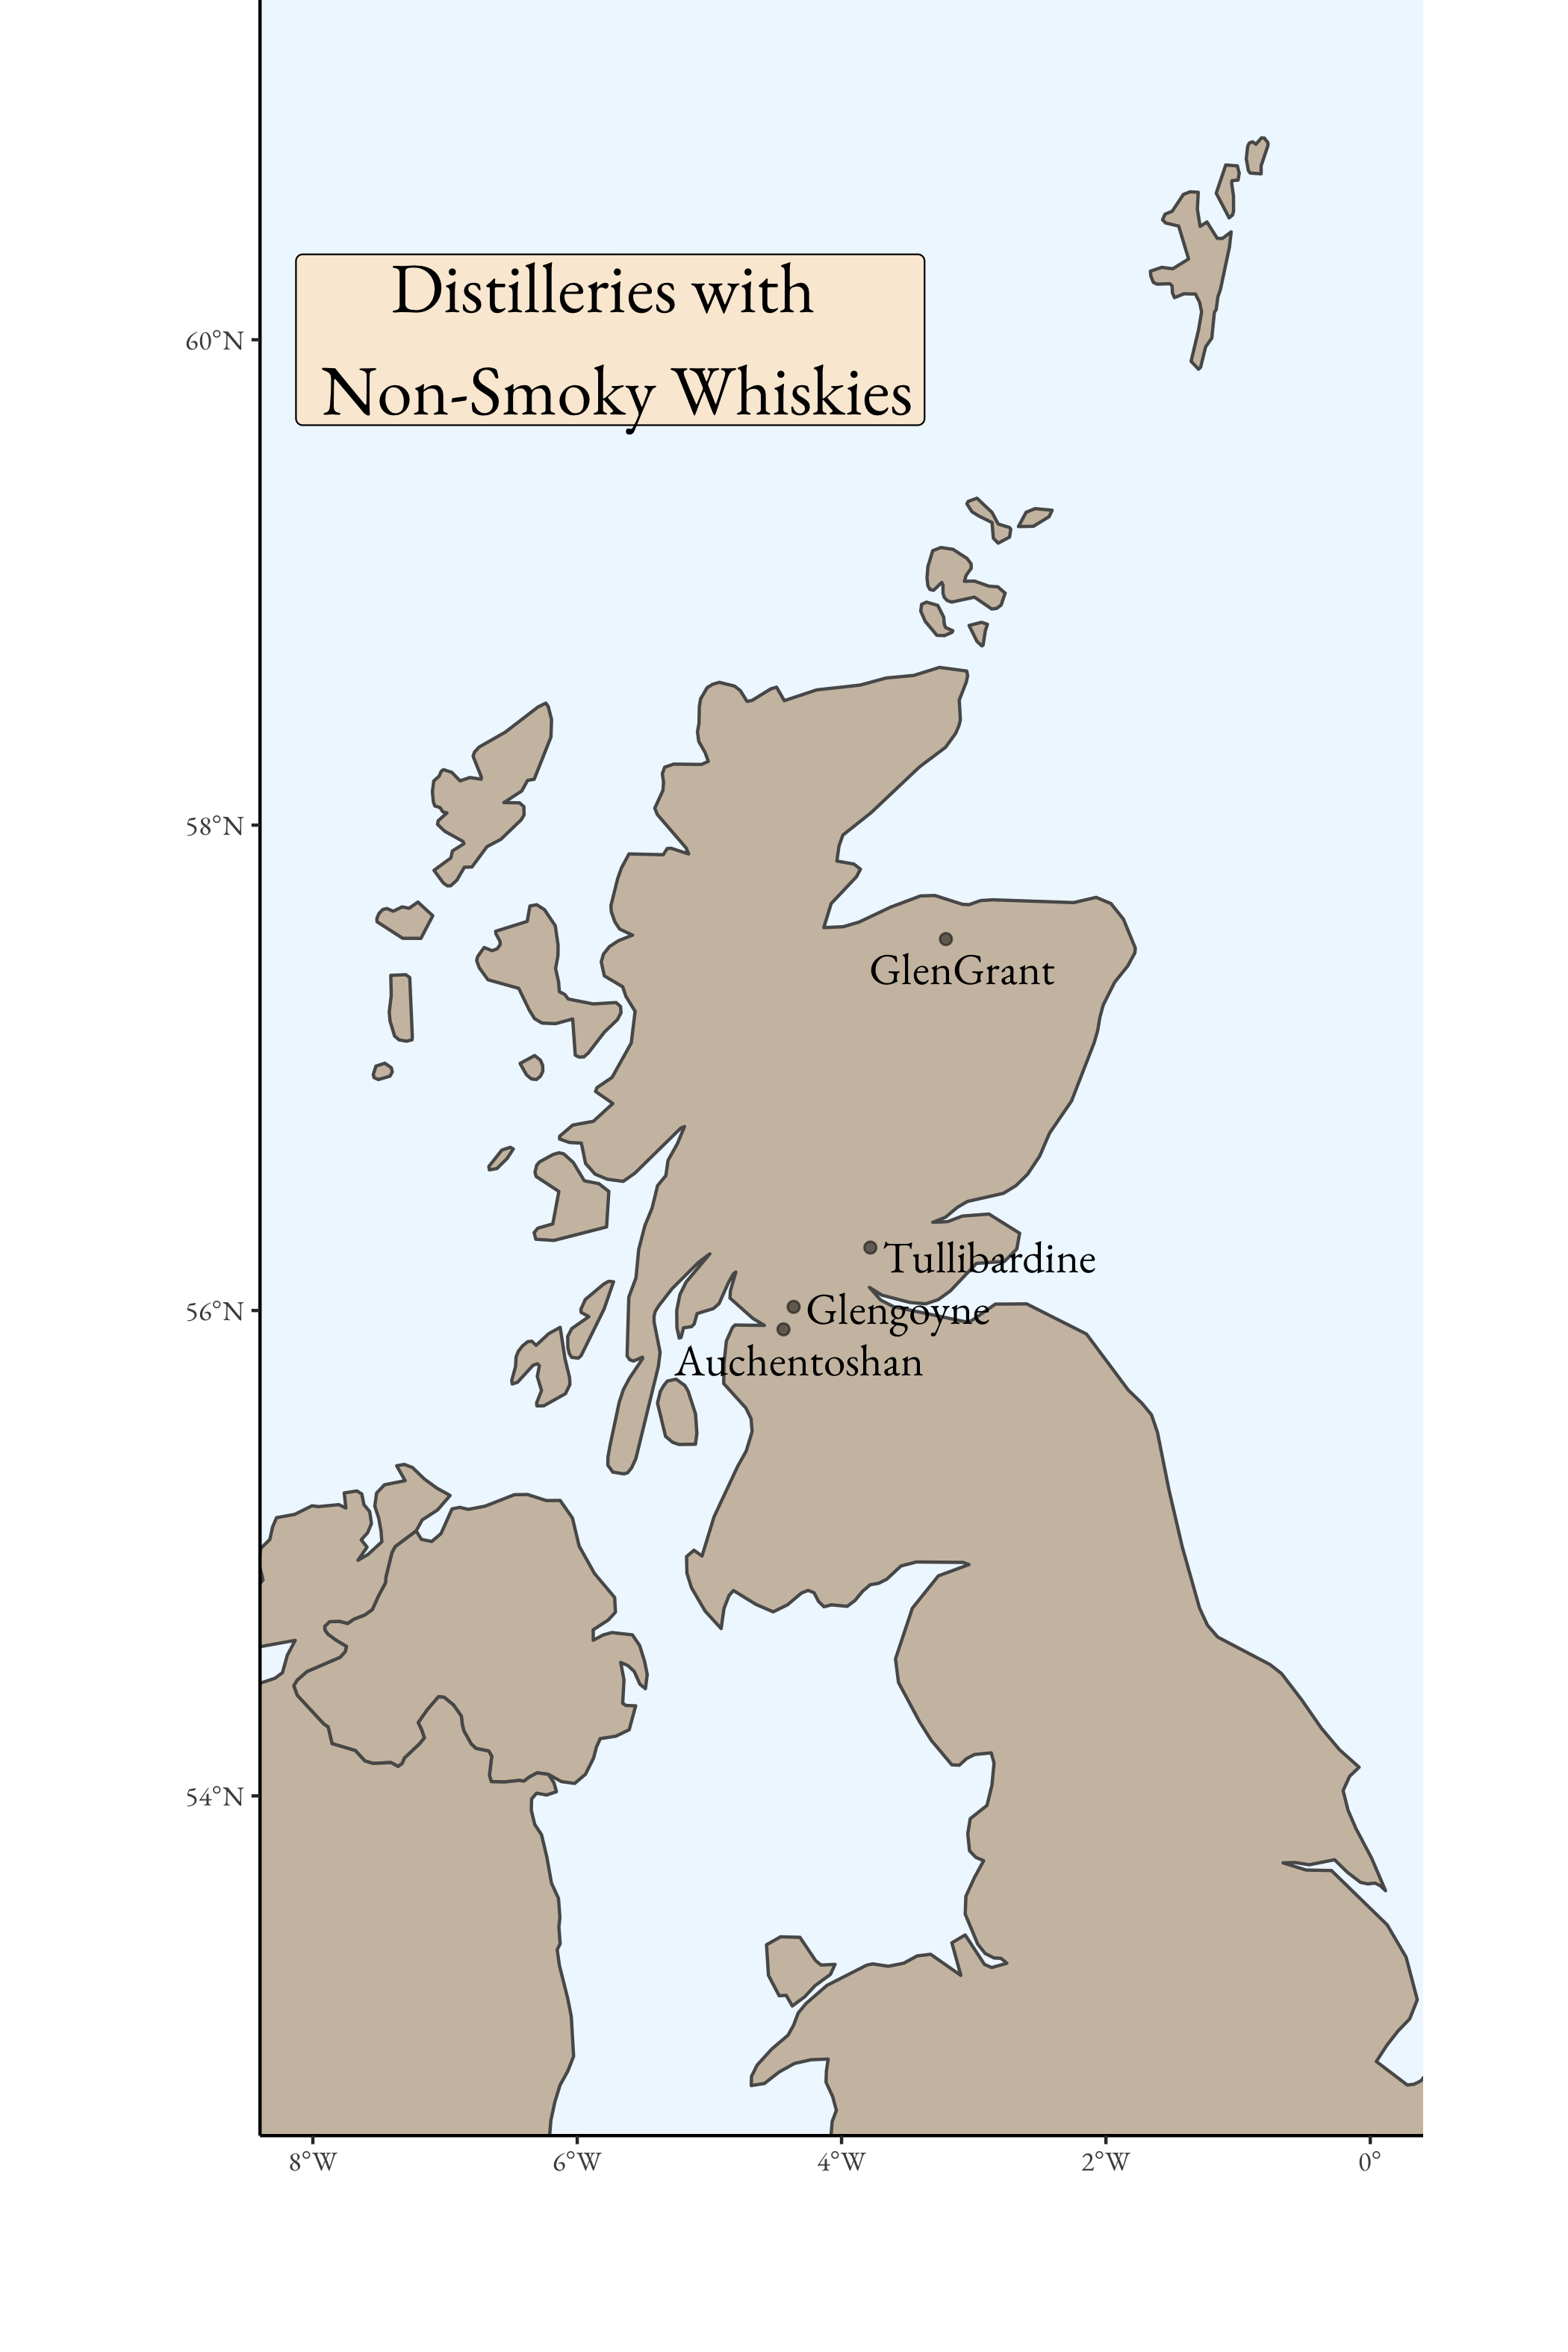 Distilleries with
Non-Smoky Whiskies
60°N
58°N
GlenGrant
Tullibardine
56°N
Glengoyne
Auchentoshan
54°N
8°W
6°W
4°W
2°W
0°